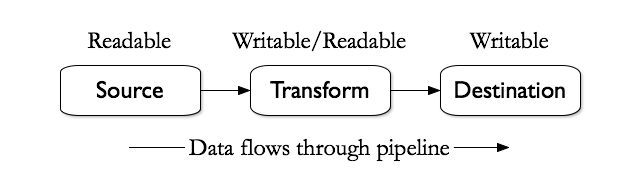 Readable Writable/Readable Writable
Source Transform Destination
Data flows through pipeline